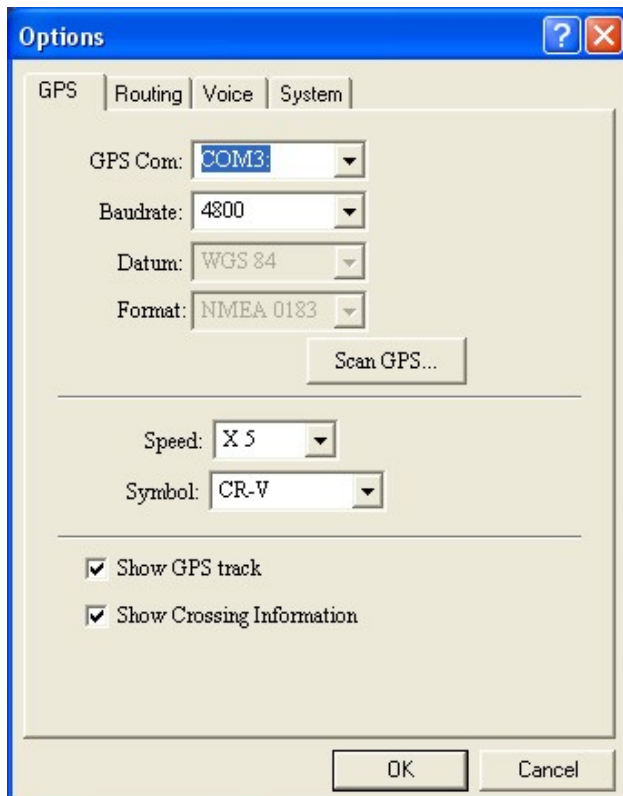 Options
GPS Routing Voice System
GPS Com: COM3:
Baudrate: 4800
Datum: WGS 84
Format: NMEA 0183
Scan GPS...
Speed: X 5
Symbol: CR-V
Show GPS track
Show Crossing Information
OK Cancel